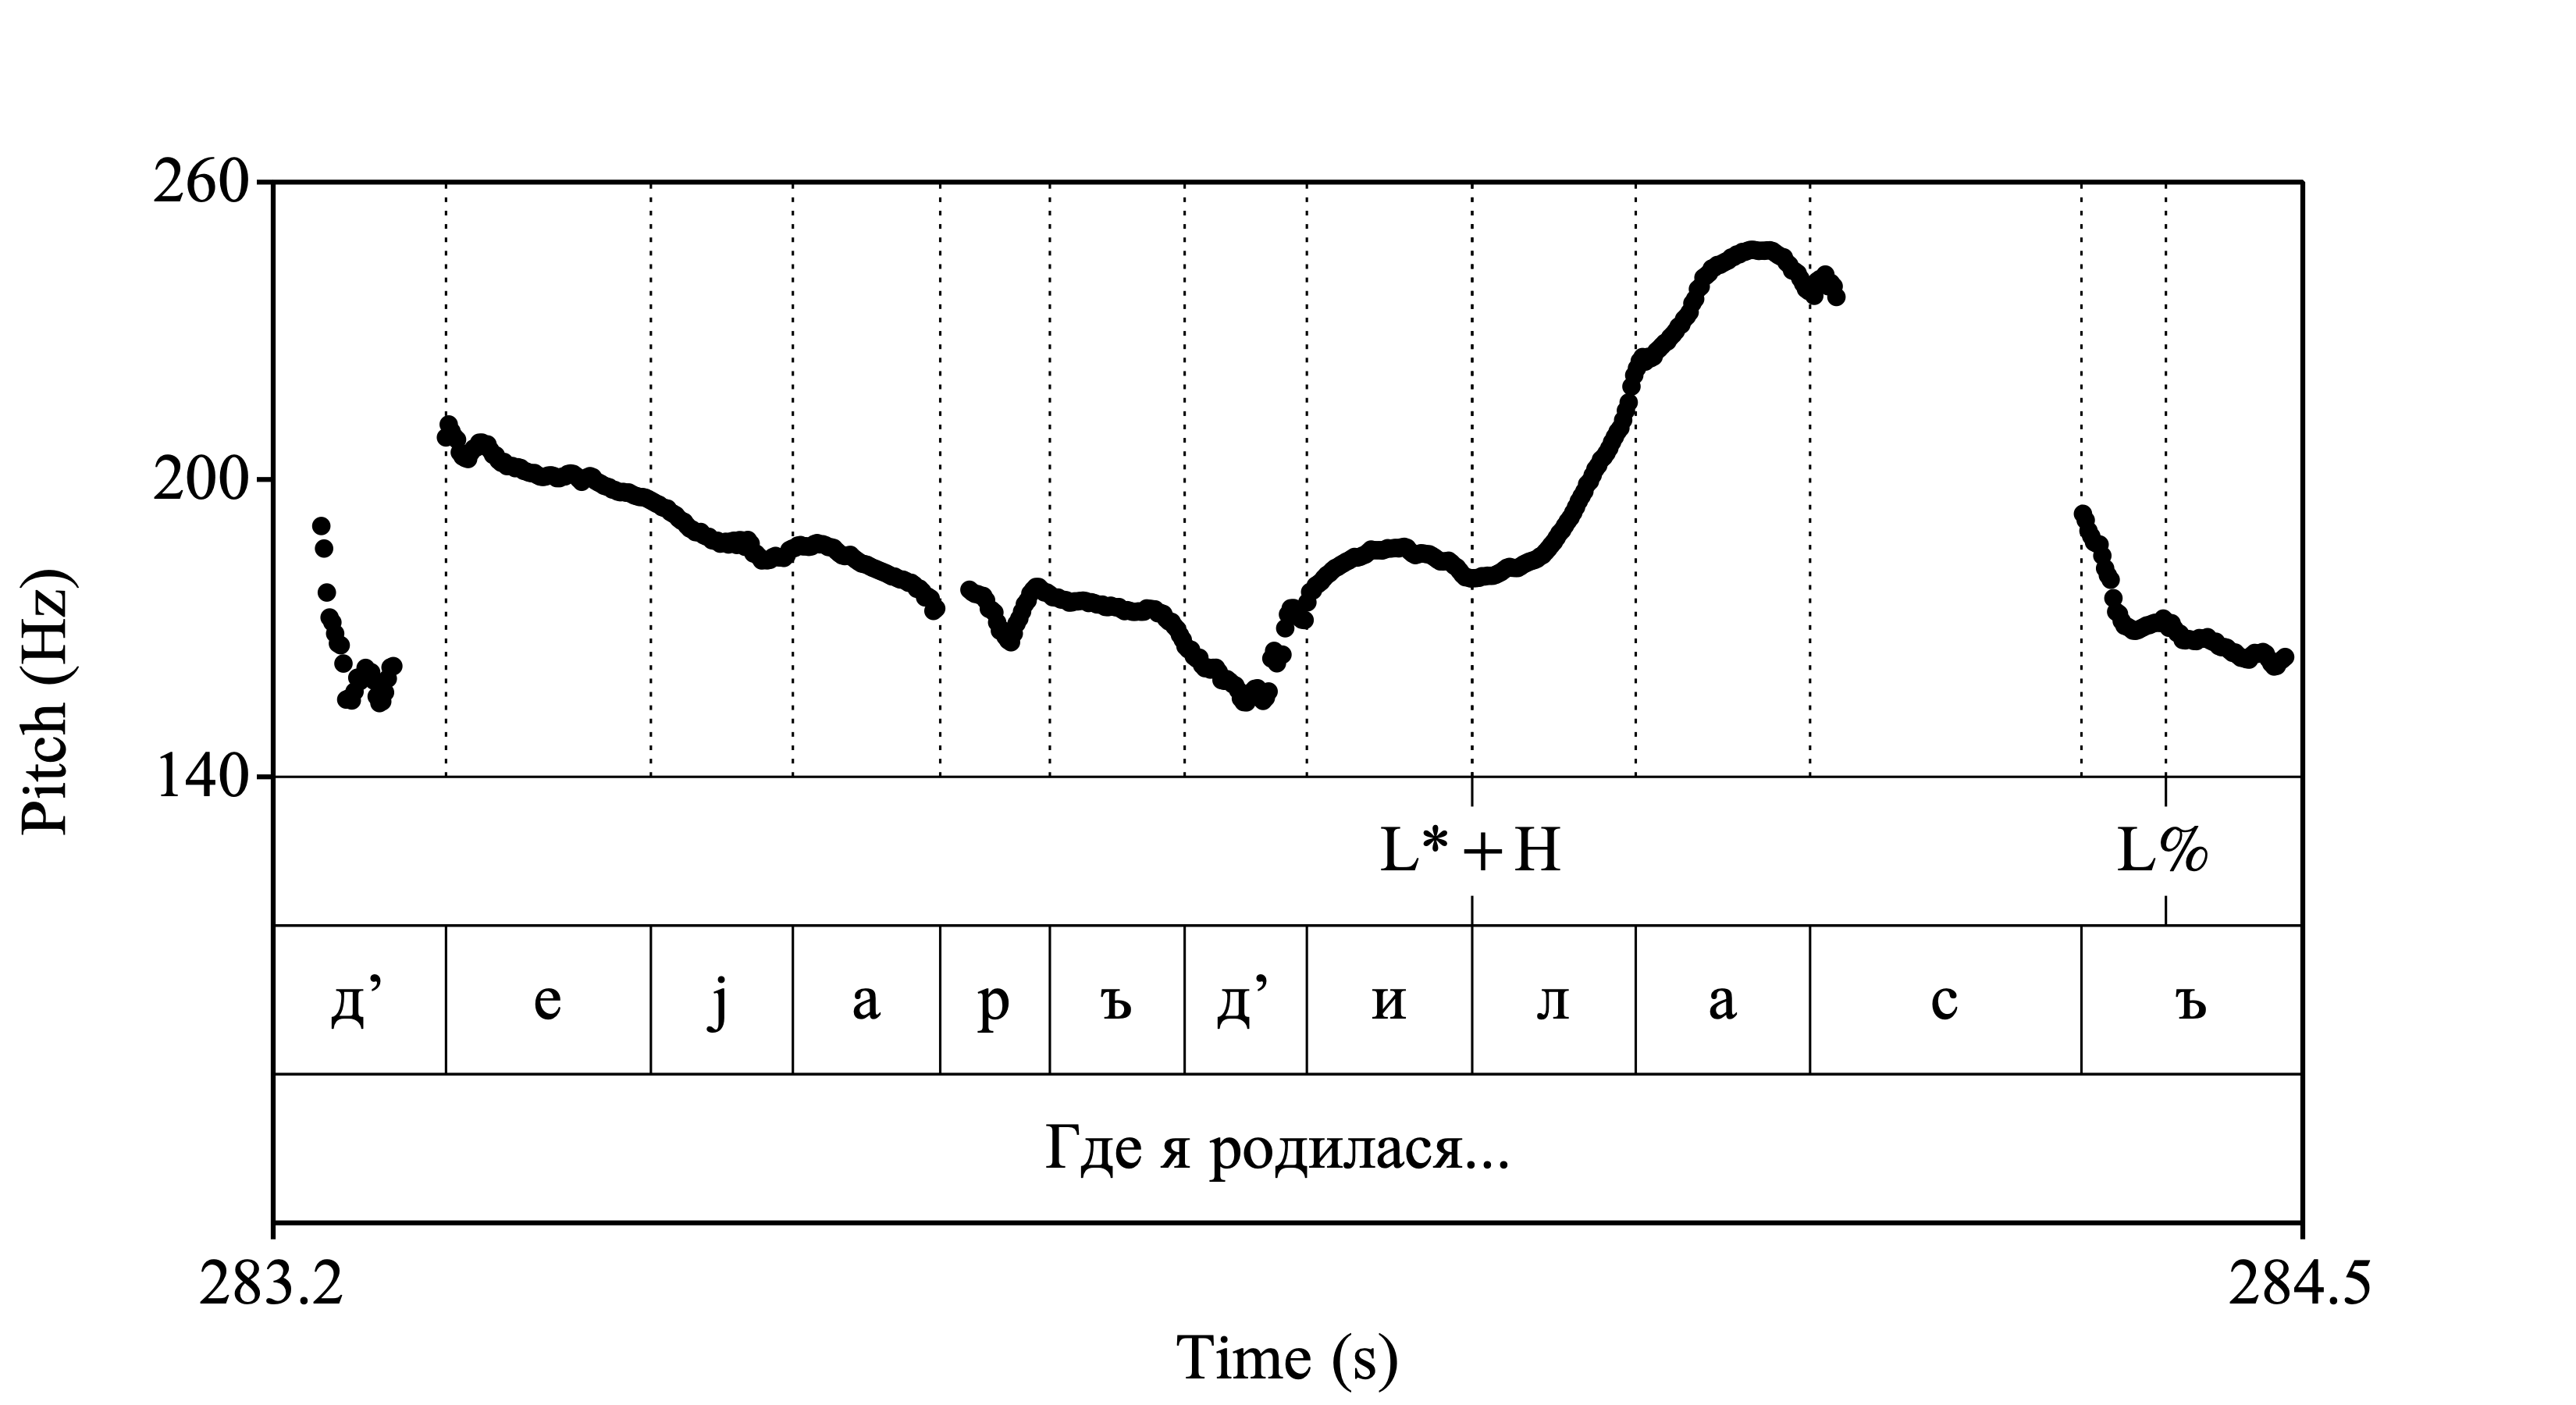 260
200
140
Pitch (Hz)
L*+H L%
д’ е j а р ъ д’ и л а с ъ
Где я родилася...
283.2 284.5
Time (s)